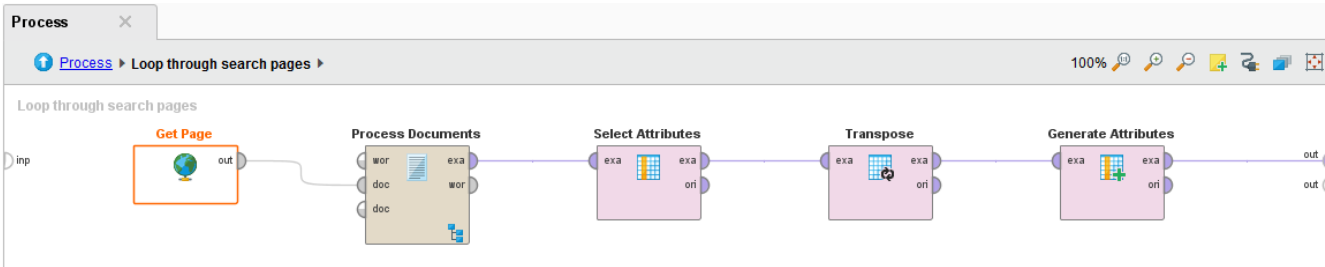 Process
Process Loop through search pages
100%
Loop through search pages
Get Page
Process Documents
Select Attributes
Transpose
Generate Attributes
inp
out
wor
exa
doc
wor
doc
exa
exa
ori
exa
exa
ori
exa
exa
ori
out
out